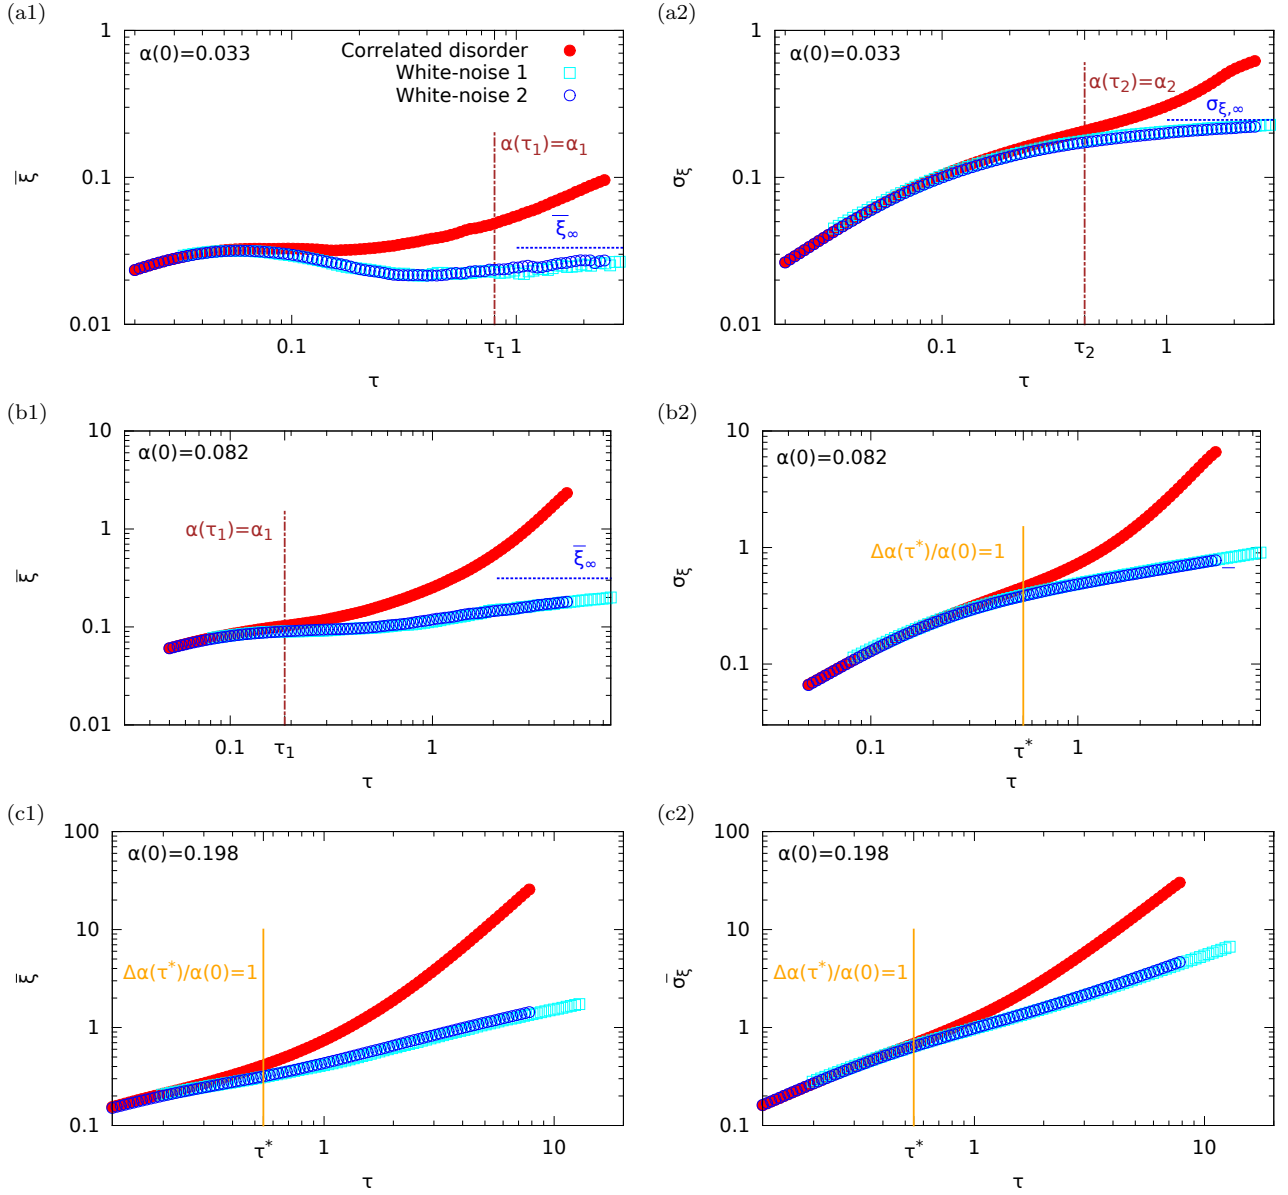 (a1)
1
0.1
0.01
ξ̅
α(0)=0.033
Correlated disorder
White-noise 1
White-noise 2
α(τ₁)=α₁
ξ̅∞
0.1
τ₁
1
τ
(a2)
1
0.1
0.01
σξ
α(0)=0.033
α(τ₂)=α₂
σξ,∞
0.1
τ₂
1
τ
(b1)
10
1
0.1
0.01
ξ̅
α(0)=0.082
α(τ₁)=α₁
ξ̅∞
0.1
τ₁
1
τ
(b2)
10
1
0.1
σξ
α(0)=0.082
Δα(τ*)/α(0)=1
0.1
τ*
1
τ
(c1)
100
10
1
0.1
ξ̅
α(0)=0.198
Δα(τ*)/α(0)=1
τ*
1
10
τ
(c2)
100
10
1
0.1
σ̅ξ
α(0)=0.198
Δα(τ*)/α(0)=1
τ*
1
10
τ